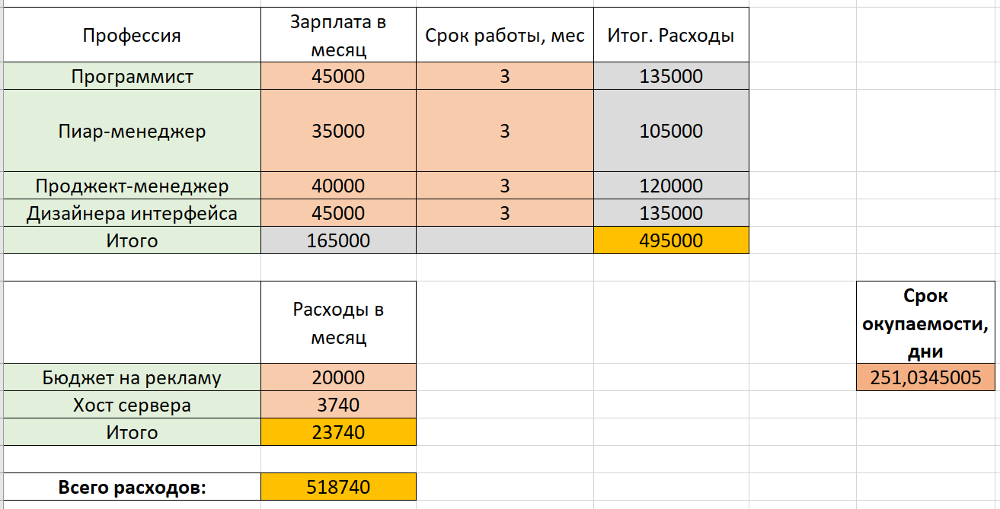 Профессия Зарплата в месяц Срок работы, мес Итог. Расходы
Программист 45000 3 135000
Пиар-менеджер 35000 3 105000
Проджект-менеджер 40000 3 120000
Дизайнера интерфейса 45000 3 135000
Итого 165000 495000
Расходы в месяц
Срок окупаемости, дни
Бюджет на рекламу 20000 251,0345005
Хост сервера 3740
Итого 23740
Всего расходов: 518740